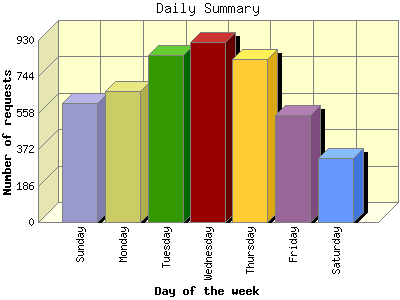 Daily Summary
930
744
558
372
186
0
Number of requests
Sunday
Monday
Tuesday
Wednesday
Thursday
Friday
Saturday
Day of the week